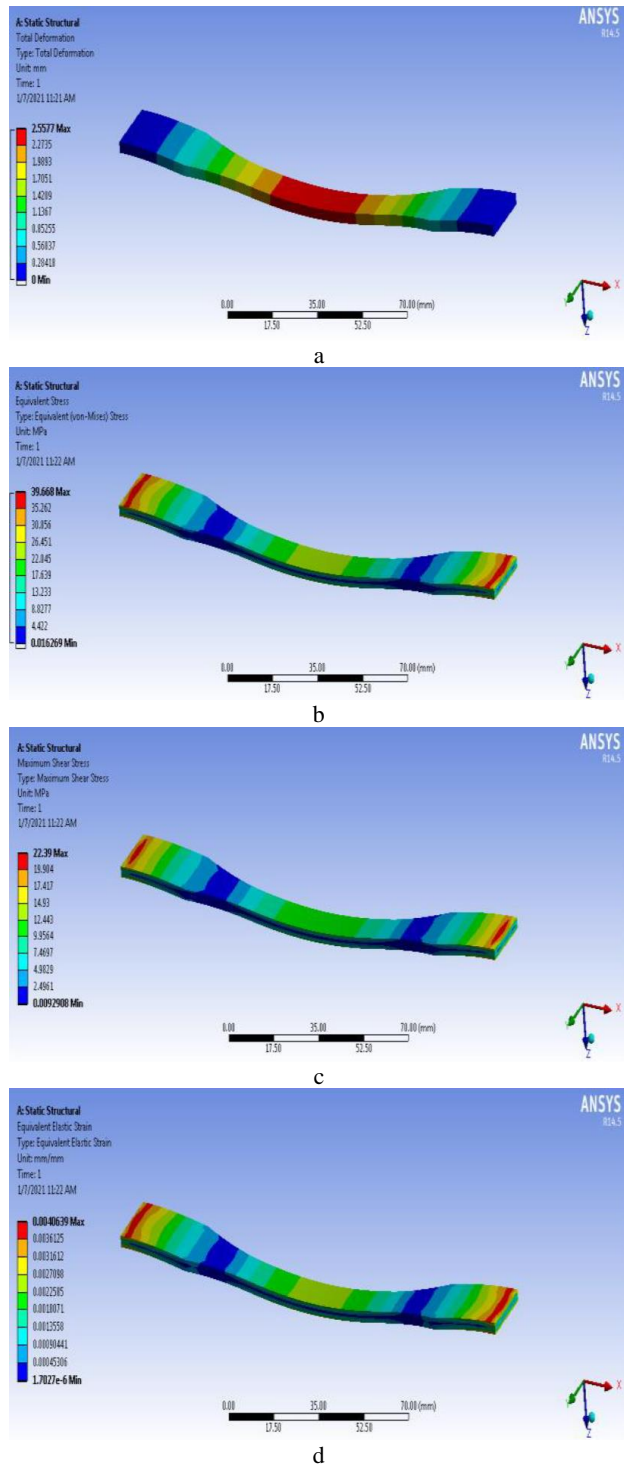 A: Static Structural
Total Deformation
Type: Total Deformation
Unit: mm
Time: 1
1/7/2021 11:21 AM
2.5577 Max
2.2735
1.9893
1.7051
1.4209
1.1367
0.85255
0.56837
0.28418
0 Min
ANSYS
R14.5
0.00 35.00 70.00 (mm)
17.50 52.50
X
Y
Z
a
A: Static Structural
Equivalent Stress
Type: Equivalent (von-Mises) Stress
Unit: MPa
Time: 1
1/7/2021 11:22 AM
39.668 Max
35.262
30.856
26.451
22.045
17.639
13.233
8.8277
4.422
0.016269 Min
ANSYS
R14.5
0.00 35.00 70.00 (mm)
17.50 52.50
X
Y
Z
b
A: Static Structural
Maximum Shear Stress
Type: Maximum Shear Stress
Unit: MPa
Time: 1
1/7/2021 11:22 AM
22.39 Max
19.904
17.417
14.93
12.443
9.9564
7.4697
4.9829
2.4961
0.0092908 Min
ANSYS
R14.5
0.00 35.00 70.00 (mm)
17.50 52.50
X
Y
Z
c
A: Static Structural
Equivalent Elastic Strain
Type: Equivalent Elastic Strain
Unit: mm/mm
Time: 1
1/7/2021 11:22 AM
0.0040639 Max
0.0036125
0.0031612
0.0027098
0.0022585
0.0018071
0.0013558
0.00090441
0.00045306
1.7027e-6 Min
ANSYS
R14.5
0.00 35.00 70.00 (mm)
17.50 52.50
X
Y
Z
d